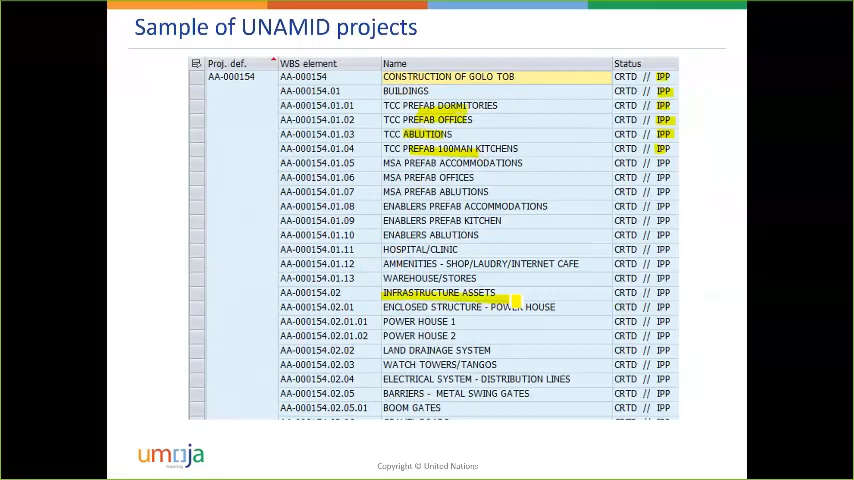 Sample of UNAMID projects
Proj. def. WBS element Name Status
AA-000154 AA-000154 CONSTRUCTION OF GOLO TOB CRTD // IPP
AA-000154.01 BUILDINGS CRTD // IPP
AA-000154.01.01 TCC PREFAB DORMITORIES CRTD // IPP
AA-000154.01.02 TCC PREFAB OFFICES CRTD // IPP
AA-000154.01.03 TCC ABLUTIONS CRTD // IPP
AA-000154.01.04 TCC PREFAB 100MAN KITCHENS CRTD // IPP
AA-000154.01.05 MSA PREFAB ACCOMMODATIONS CRTD // IPP
AA-000154.01.06 MSA PREFAB OFFICES CRTD // IPP
AA-000154.01.07 MSA PREFAB ABLUTIONS CRTD // IPP
AA-000154.01.08 ENABLERS PREFAB ACCOMODATIONS CRTD // IPP
AA-000154.01.09 ENABLERS PREFAB KITCHEN CRTD // IPP
AA-000154.01.10 ENABLERS ABLUTIONS CRTD // IPP
AA-000154.01.11 HOSPITAL/CLINIC CRTD // IPP
AA-000154.01.12 AMMENITIES - SHOP/LAUDRY/INTERNET CAFE CRTD // IPP
AA-000154.01.13 WAREHOUSE/STORES CRTD // IPP
AA-000154.02 INFRASTRUCTURE ASSETS CRTD // IPP
AA-000154.02.01 ENCLOSED STRUCTURE - POWER HOUSE CRTD // IPP
AA-000154.02.01.01 POWER HOUSE 1 CRTD // IPP
AA-000154.02.01.02 POWER HOUSE 2 CRTD // IPP
AA-000154.02.02 LAND DRAINAGE SYSTEM CRTD // IPP
AA-000154.02.03 WATCH TOWERS/TANGOS CRTD // IPP
AA-000154.02.04 ELECTRICAL SYSTEM - DISTRIBUTION LINES CRTD // IPP
AA-000154.02.05 BARRIERS - METAL SWING GATES CRTD // IPP
AA-000154.02.05.01 BOOM GATES CRTD // IPP
umoja
Copyright © United Nations